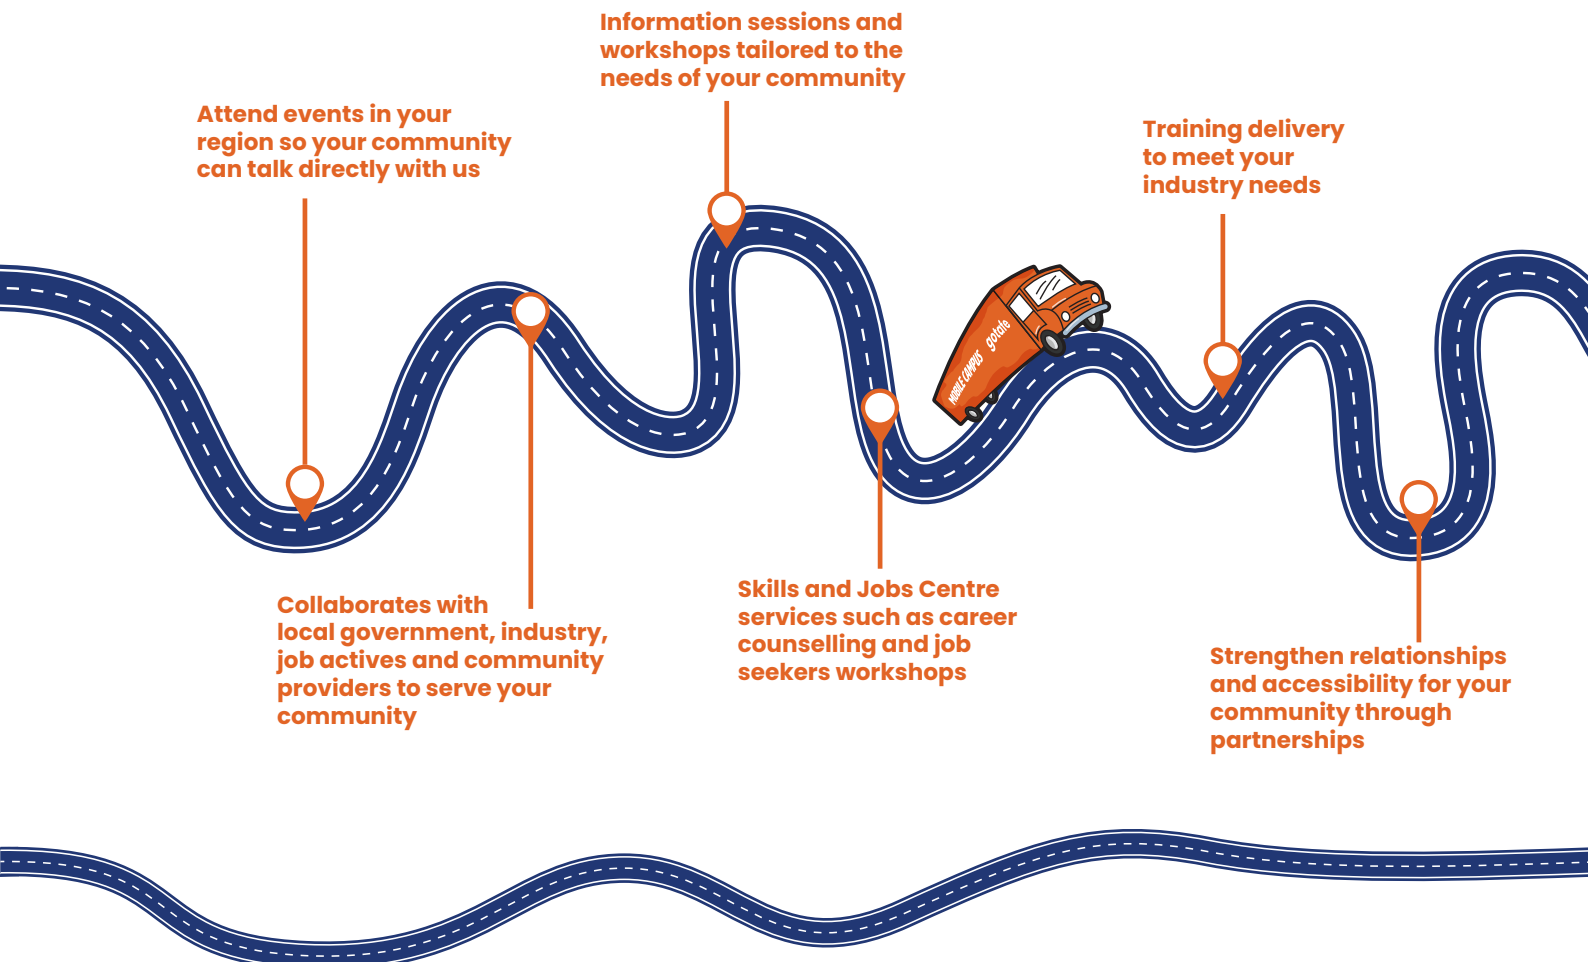 Information sessions and
workshops tailored to the
needs of your community
Attend events in your
region so your community
can talk directly with us
Training delivery
to meet your
industry needs
MOBILE CAMPUS gotafe
Collaborates with
local government, industry,
job actives and community
providers to serve your
community
Skills and Jobs Centre
services such as career
counselling and job
seekers workshops
Strengthen relationships
and accessibility for your
community through
partnerships